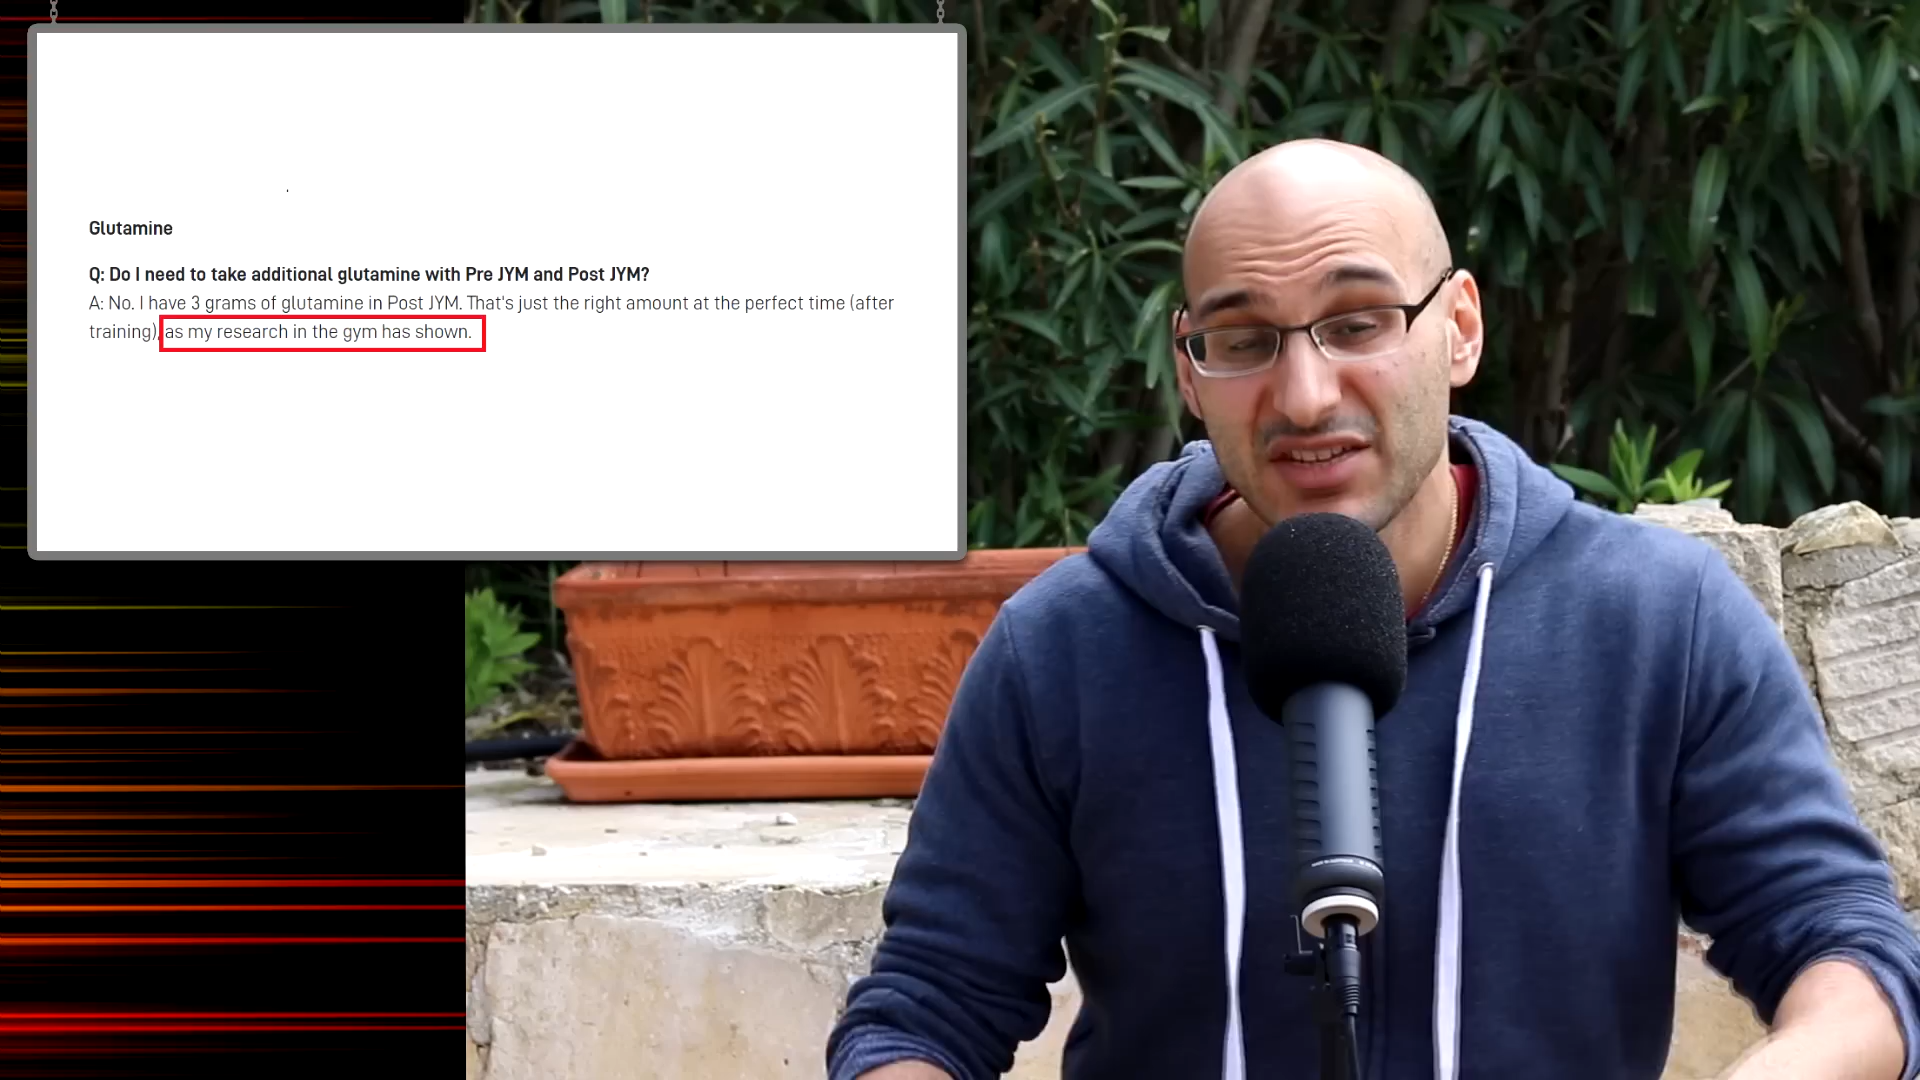 Glutamine
Q: Do I need to take additional glutamine with Pre JYM and Post JYM?
A: No. I have 3 grams of glutamine in Post JYM. That's just the right amount at the perfect time (after
training), as my research in the gym has shown.